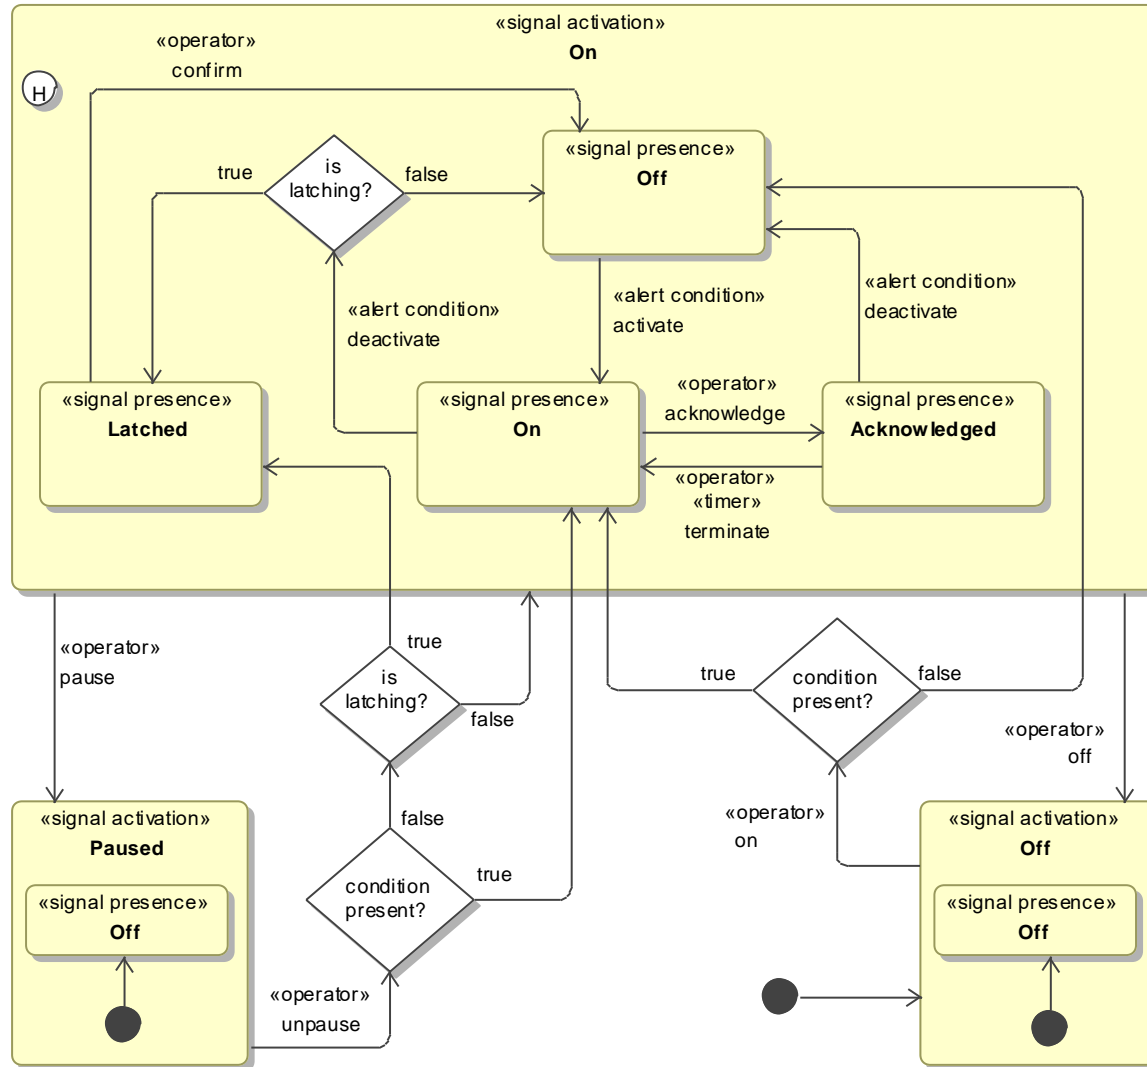 «signal activation»
On
«operator»
confirm
H
«signal presence»
Off
is
latching?
true
false
«alert condition»
deactivate
«alert condition»
activate
«alert condition»
deactivate
«signal presence»
Latched
«signal presence»
On
«operator»
acknowledge
«signal presence»
Acknowledged
«operator»
«timer»
terminate
«operator»
pause
true
is
latching?
false
true
condition
present?
false
«operator»
off
«signal activation»
Paused
«signal presence»
Off
false
condition
present?
true
«operator»
unpause
«operator»
on
«signal activation»
Off
«signal presence»
Off